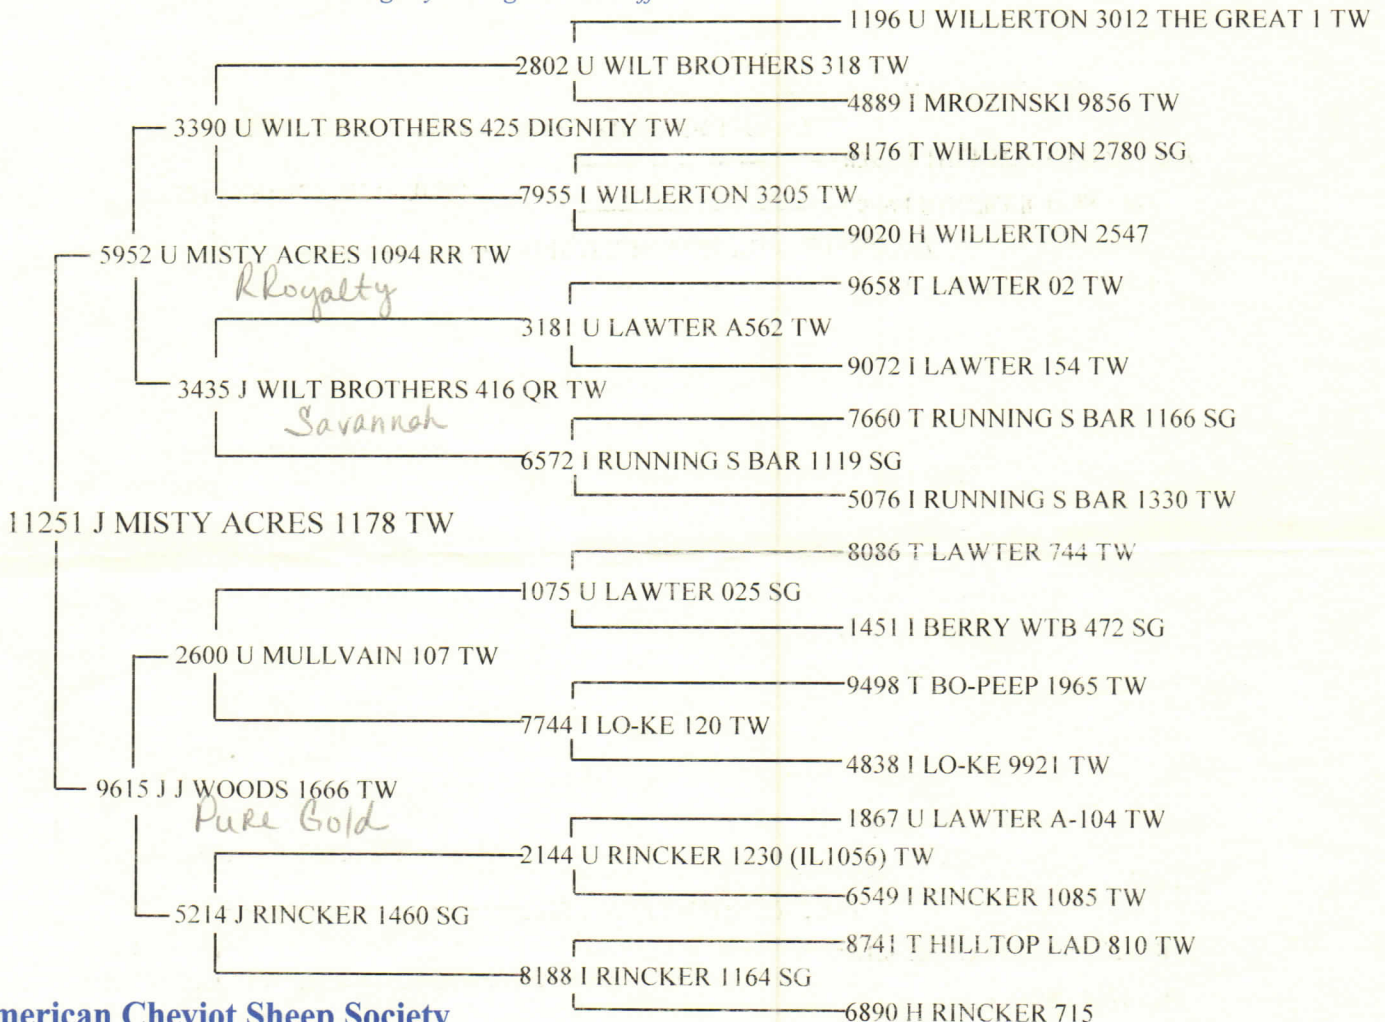 1196 U WILLERTON 3012 THE GREAT 1 TW
2802 U WILT BROTHERS 318 TW
4889 I MROZINSKI 9856 TW
3390 U WILT BROTHERS 425 DIGNITY TW
8176 T WILLERTON 2780 SG
7955 I WILLERTON 3205 TW
9020 H WILLERTON 2547
5952 U MISTY ACRES 1094 RR TW
RRoyalty
9658 T LAWTER 02 TW
3181 U LAWTER A562 TW
9072 I LAWTER 154 TW
3435 J WILT BROTHERS 416 QR TW
Savannah
7660 T RUNNING S BAR 1166 SG
6572 I RUNNING S BAR 1119 SG
5076 I RUNNING S BAR 1330 TW
11251 J MISTY ACRES 1178 TW
8086 T LAWTER 744 TW
1075 U LAWTER 025 SG
1451 I BERRY WTB 472 SG
2600 U MULLVAIN 107 TW
9498 T BO-PEEP 1965 TW
7744 I LO-KE 120 TW
4838 I LO-KE 9921 TW
9615 J J WOODS 1666 TW
Pure Gold
1867 U LAWTER A-104 TW
2144 U RINCKER 1230 (IL1056) TW
6549 I RINCKER 1085 TW
5214 J RINCKER 1460 SG
8741 T HILLTOP LAD 810 TW
8188 I RINCKER 1164 SG
6890 H RINCKER 715
merican Cheviot Sheep Society